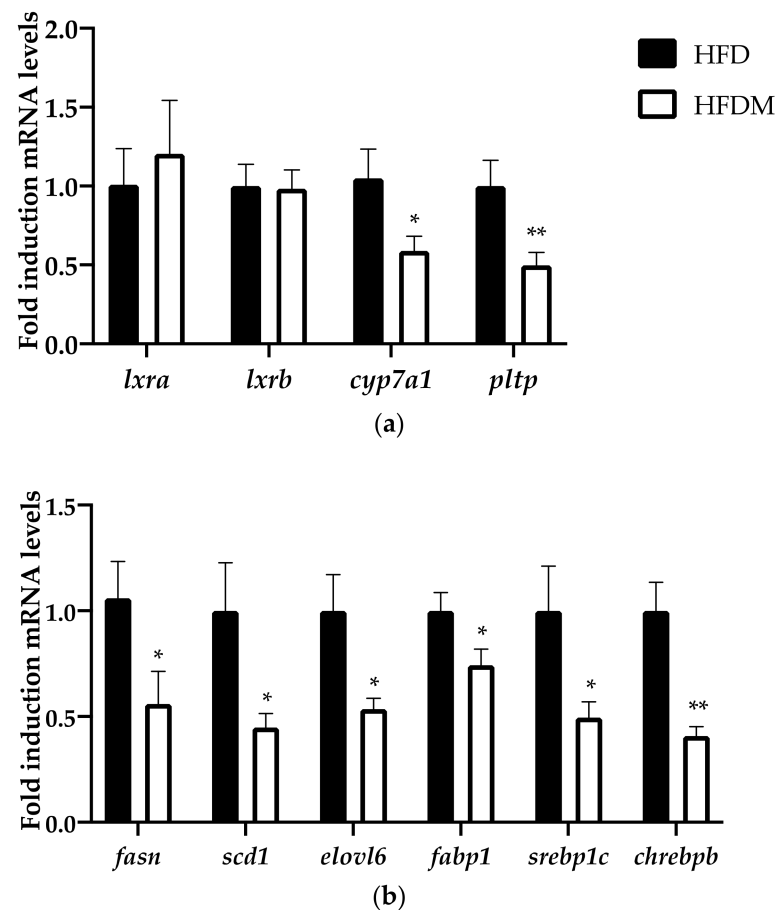 HFD
HFDM
Fold induction mRNA levels
2.0
1.5
1.0
0.5
0.0
*
**
lxra lxrb cyp7a1 pltp
(a)
Fold induction mRNA levels
1.5
1.0
0.5
0.0
* * * * * **
fasn scd1 elovl6 fabp1 srebp1c chrebpb
(b)